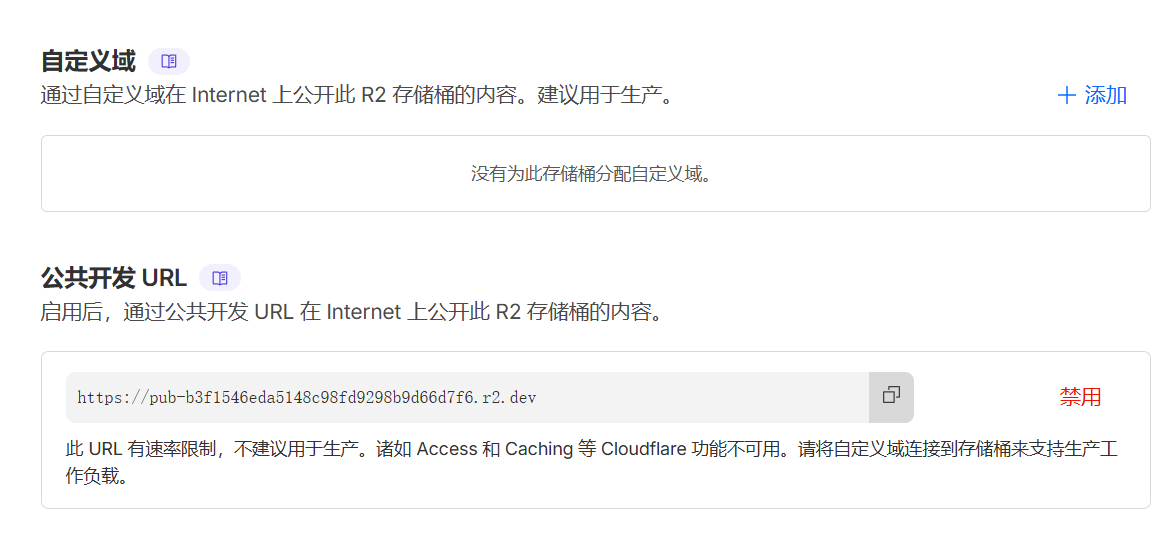 自定义域
通过自定义域在 Internet 上公开此 R2 存储桶的内容。建议用于生产。
添加
没有为此存储桶分配自定义域。
公共开发 URL
启用后，通过公共开发 URL 在 Internet 上公开此 R2 存储桶的内容。
https://pub-b3f1546eda5148c98fd9298b9d66d7f6.r2.dev
禁用
此 URL 有速率限制，不建议用于生产。诸如 Access 和 Caching 等 Cloudflare 功能不可用。请将自定义域连接到存储桶来支持生产工
作负载。